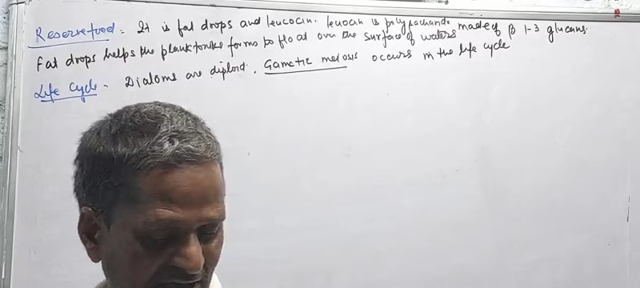 Reserve food - It is fat drops and leucocin. leucocin is polysaccharide made of β 1-3 glucans.
Fat drops helps the planktonic forms to float over the surface of waters
Life cycle - Diatoms are diploid. Gametic meiosis occurs in the life cycle